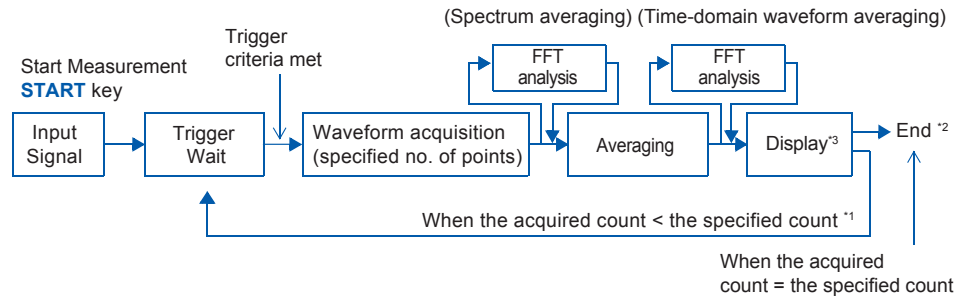 (Spectrum averaging) (Time-domain waveform averaging)
Trigger
criteria met
FFT
analysis
FFT
analysis
Start Measurement
START key
Input
Signal
Trigger
Wait
Waveform acquisition
(specified no. of points)
Averaging
Display*3
End *2
When the acquired count < the specified count *1
When the acquired
count = the specified count